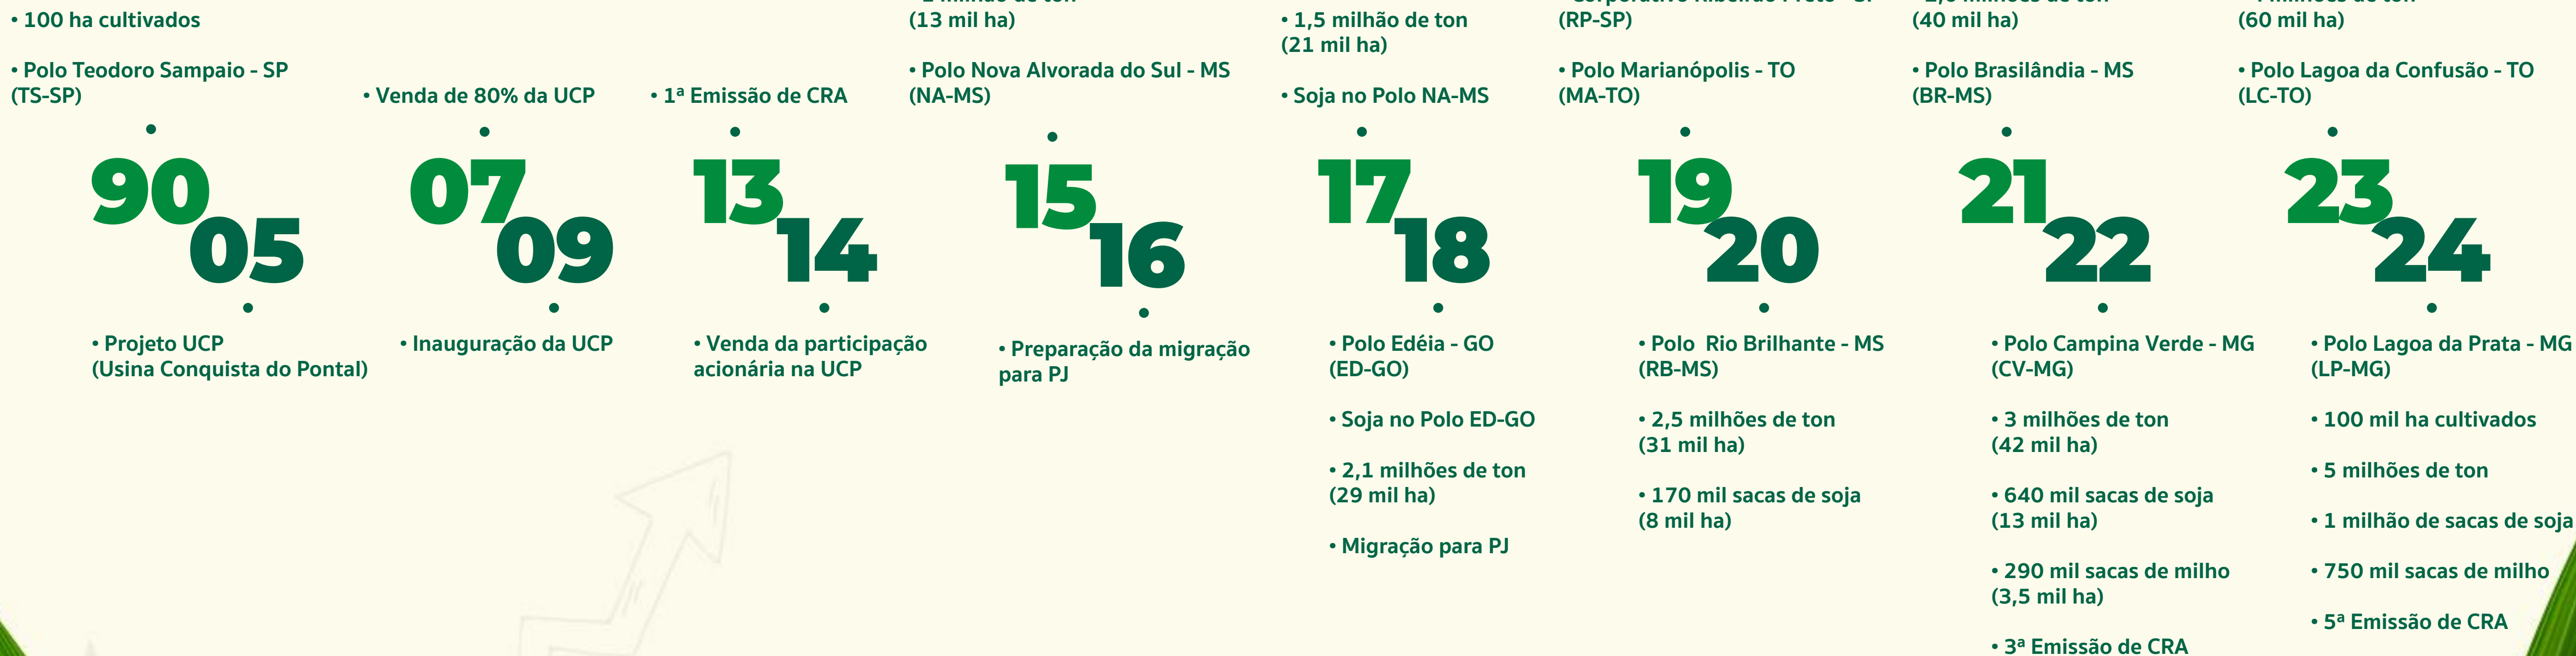 • 100 ha cultivados
• Polo Teodoro Sampaio - SP
(TS-SP)
• Venda de 80% da UCP
• 1ª Emissão de CRA
(13 mil ha)
• Polo Nova Alvorada do Sul - MS
(NA-MS)
• 1,5 milhão de ton
(21 mil ha)
• Soja no Polo NA-MS
(RP-SP)
• Polo Marianópolis - TO
(MA-TO)
(40 mil ha)
• Polo Brasilândia - MS
(BR-MS)
(60 mil ha)
• Polo Lagoa da Confusão - TO
(LC-TO)
90
05
07
09
13
14
15
16
17
18
19
20
21
22
23
24
• Projeto UCP
(Usina Conquista do Pontal)
• Inauguração da UCP
• Venda da participação
acionária na UCP
• Preparação da migração
para PJ
• Polo Edéia - GO
(ED-GO)
• Soja no Polo ED-GO
• 2,1 milhões de ton
(29 mil ha)
• Migração para PJ
• Polo  Rio Brilhante - MS
(RB-MS)
• 2,5 milhões de ton
(31 mil ha)
• 170 mil sacas de soja
(8 mil ha)
• Polo Campina Verde - MG
(CV-MG)
• 3 milhões de ton
(42 mil ha)
• 640 mil sacas de soja
(13 mil ha)
• 290 mil sacas de milho
(3,5 mil ha)
• 3ª Emissão de CRA
• Polo Lagoa da Prata - MG
(LP-MG)
• 100 mil ha cultivados
• 5 milhões de ton
• 1 milhão de sacas de soja
• 750 mil sacas de milho
• 5ª Emissão de CRA